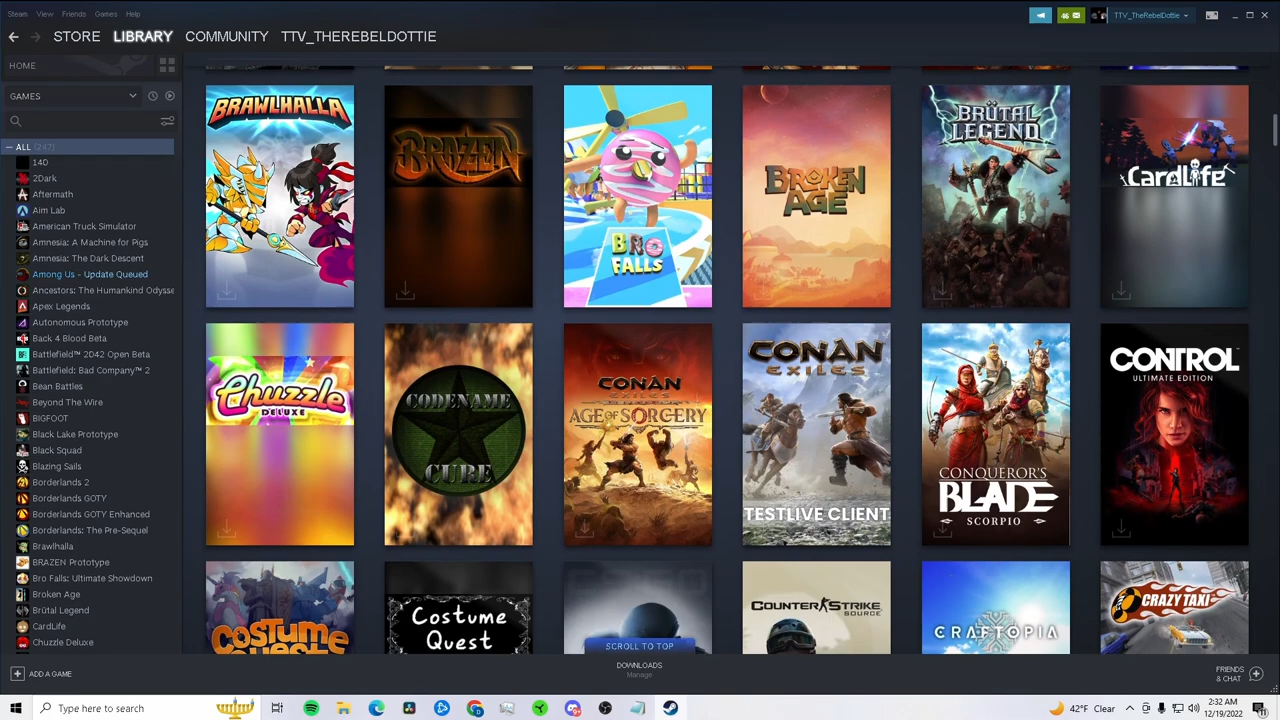 Steam View Friends Games Help
46
TTV_TheRebelDottie
STORE LIBRARY COMMUNITY TTV_THEREBELDOTTIE
HOME
GAMES
ALL (247)
14D
2Dark
Aftermath
Aim Lab
American Truck Simulator
Amnesia: A Machine for Pigs
Amnesia: The Dark Descent
Among Us - Update Queued
Ancestors: The Humankind Odysse
Apex Legends
Autonomous Prototype
Back 4 Blood Beta
Battlefield™ 2042 Open Beta
Battlefield: Bad Company™ 2
Bean Battles
Beyond The Wire
BIGFOOT
Black Lake Prototype
Black Squad
Blazing Sails
Borderlands 2
Borderlands GOTY
Borderlands GOTY Enhanced
Borderlands: The Pre-Sequel
Brawlhalla
BRAZEN Prototype
Bro Falls: Ultimate Showdown
Broken Age
Brütal Legend
CardLife
Chuzzle Deluxe
BRAWLHALLA
BRAZEN
BRO
FALLS
BROKEN
AGE
BRÜTAL
LEGEND
CARDLIFE
Chuzzle
DELUXE
CODENAME
CURE
CONAN
EXILES
AGE OF SORCERY
CONAN
EXILES
TESTLIVE CLIENT
CONQUEROR'S
BLADE
SCORPIO
CONTROL
ULTIMATE EDITION
COSTUME
QUEST
Costume
Quest
COUNTER STRIKE
SOURCE
CRAFTOPIA
CRAZY TAXI
SCROLL TO TOP
ADD A GAME
DOWNLOADS
Manage
FRIENDS
& CHAT
Type here to search
42°F Clear
2:32 AM
12/19/2022